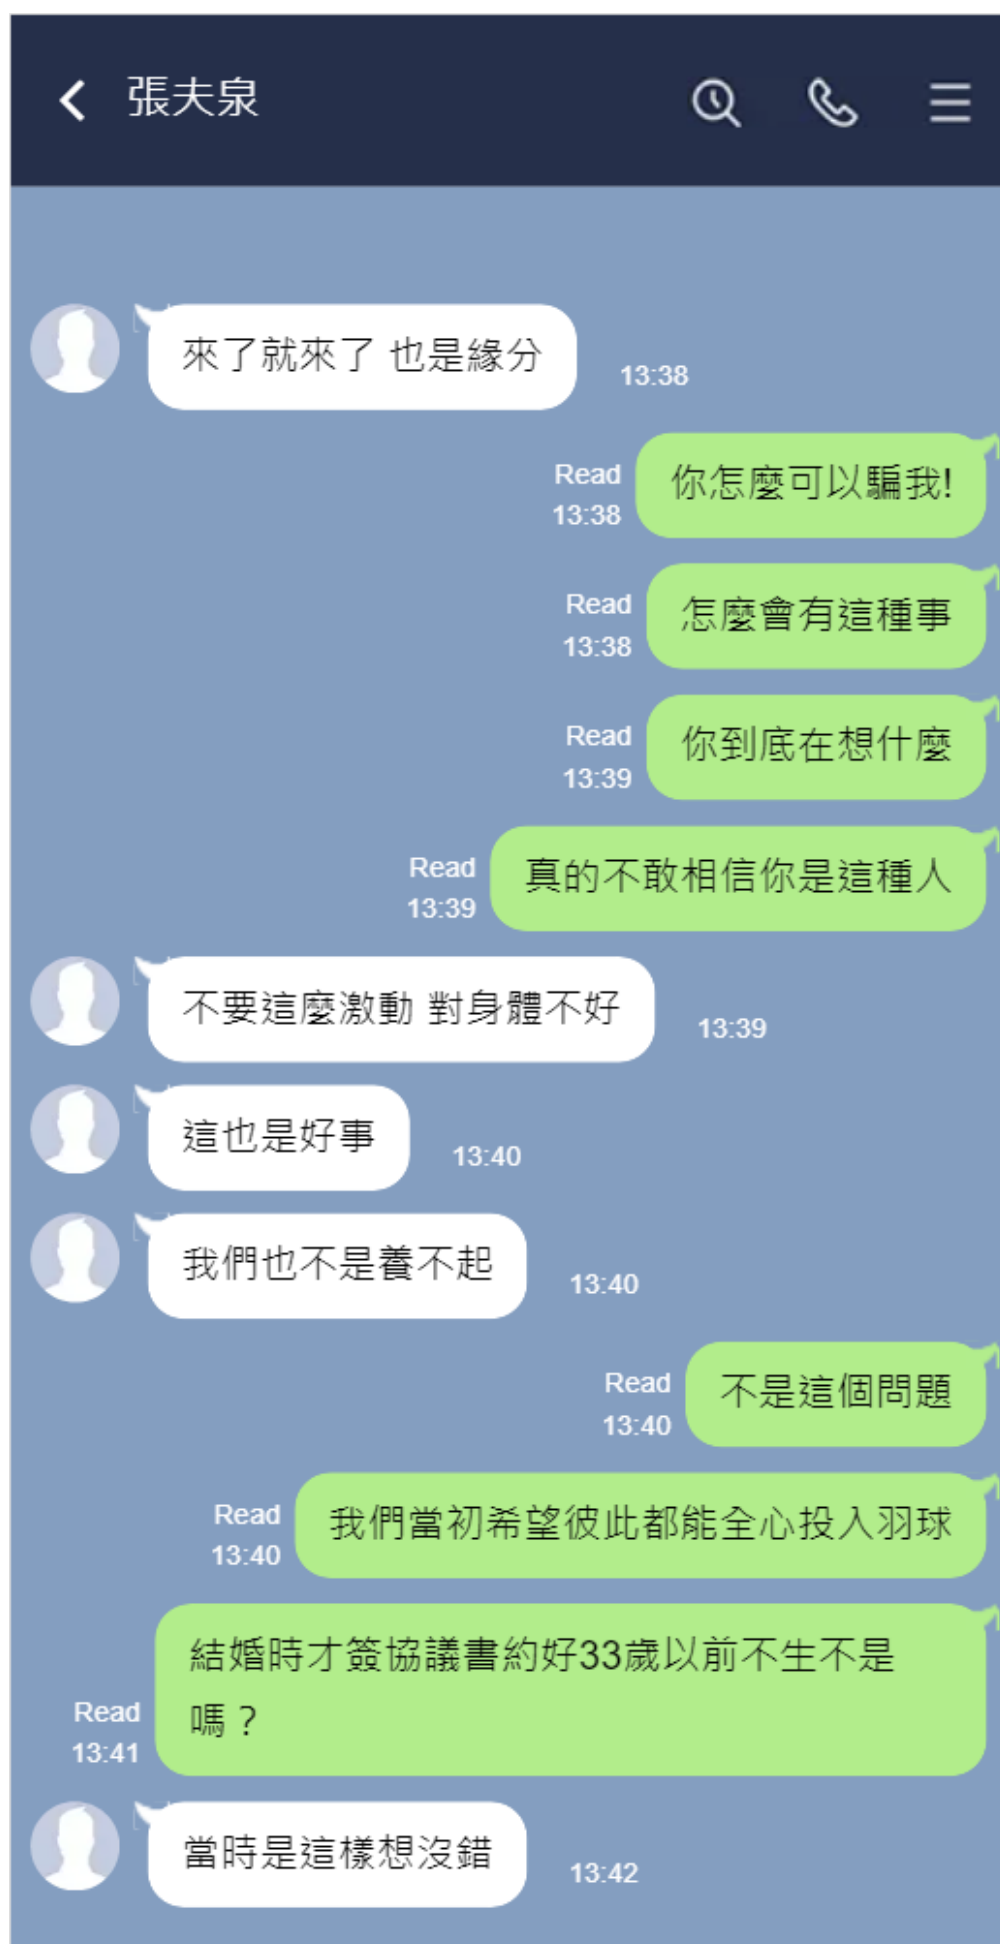 張夫泉
來了就來了 也是緣分
13:38
Read
13:38
你怎麼可以騙我!
Read
13:38
怎麼會有這種事
Read
13:39
你到底在想什麼
Read
13:39
真的不敢相信你是這種人
不要這麼激動 對身體不好
13:39
這也是好事
13:40
我們也不是養不起
13:40
Read
13:40
不是這個問題
Read
13:40
我們當初希望彼此都能全心投入羽球
結婚時才簽協議書約好33歲以前不生不是
嗎？
Read
13:41
當時是這樣想沒錯
13:42